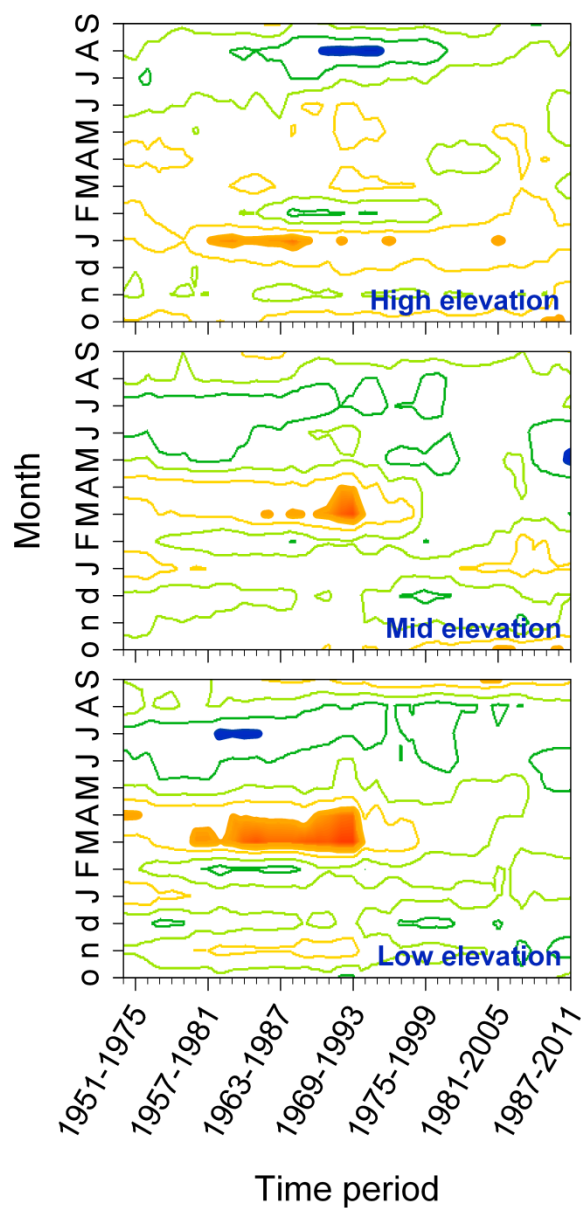 S
A
J
J
M
A
M
F
J
d
n
o
High elevation
S
A
J
J
M
A
M
F
J
d
n
o
Mid elevation
S
A
J
J
M
A
M
F
J
d
n
o
Low elevation
Month
1951-1975
1957-1981
1963-1987
1969-1993
1975-1999
1981-2005
1987-2011
Time period